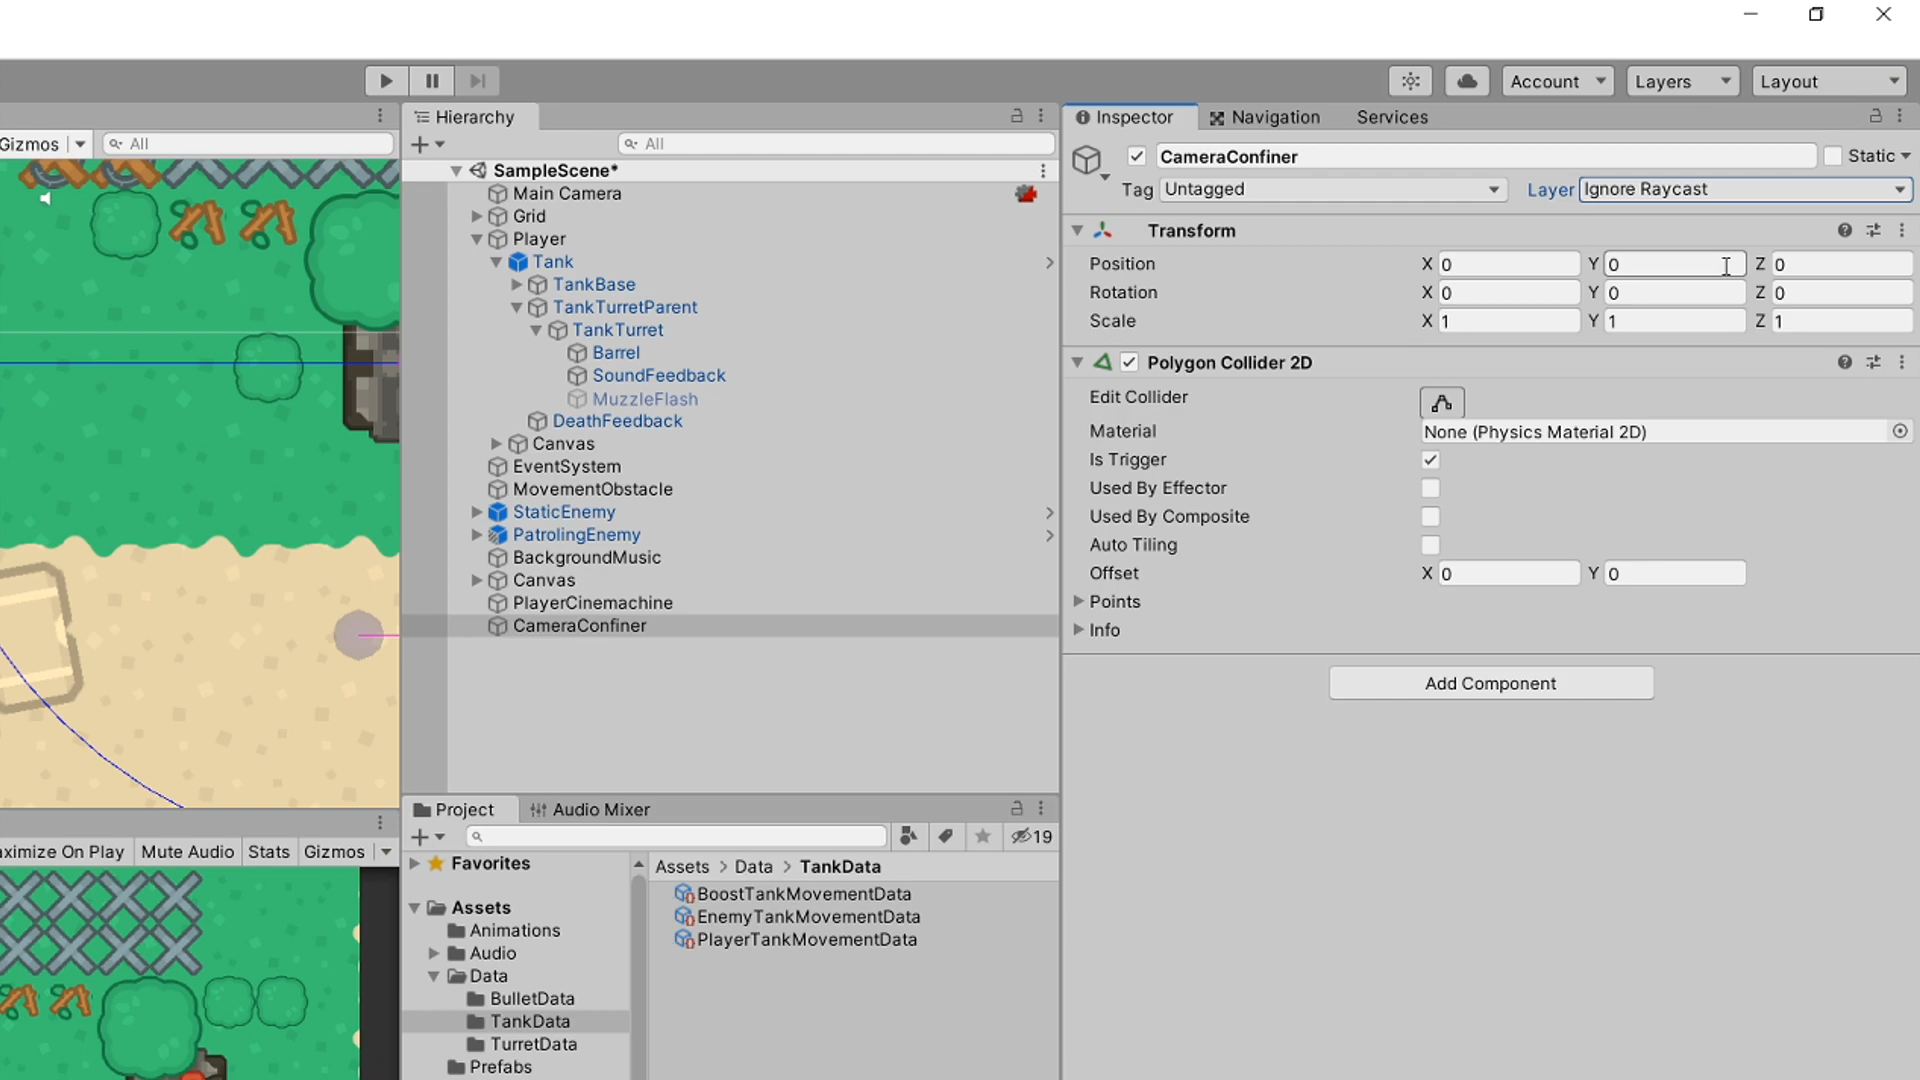 Account
Layers
Layout
Gizmos
All
Hierarchy
All
SampleScene*
Main Camera
Grid
Player
Tank
TankBase
TankTurretParent
TankTurret
Barrel
SoundFeedback
MuzzleFlash
DeathFeedback
Canvas
EventSystem
MovementObstacle
StaticEnemy
PatrolingEnemy
BackgroundMusic
Canvas
PlayerCinemachine
CameraConfiner
Inspector
Navigation
Services
CameraConfiner
Static
Tag Untagged
Layer Ignore Raycast
Transform
Position X 0 Y 0 Z 0
Rotation X 0 Y 0 Z 0
Scale X 1 Y 1 Z 1
Polygon Collider 2D
Edit Collider
Material None (Physics Material 2D)
Is Trigger
Used By Effector
Used By Composite
Auto Tiling
Offset X 0 Y 0
Points
Info
Add Component
aximize On Play Mute Audio Stats Gizmos
Project
Audio Mixer
19
Favorites
Assets
Animations
Audio
Data
BulletData
TankData
TurretData
Prefabs
Assets > Data > TankData
BoostTankMovementData
EnemyTankMovementData
PlayerTankMovementData